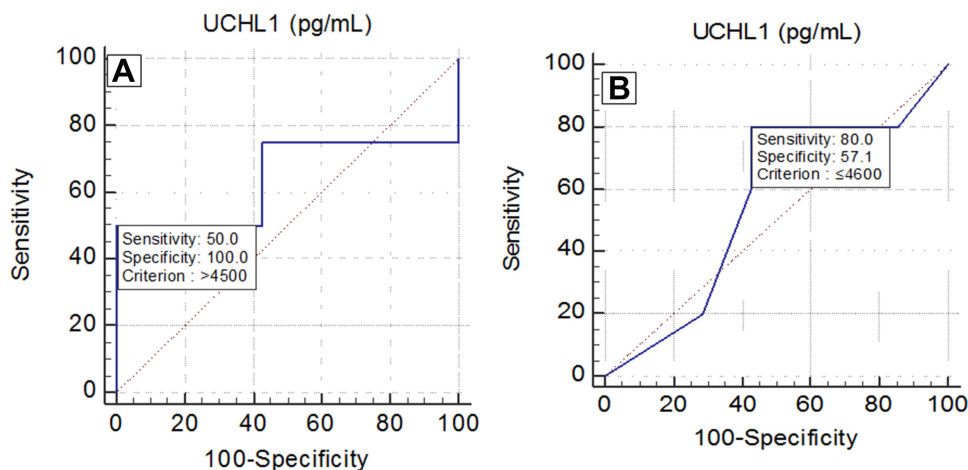 UCHL1 (pg/mL)
A
100
80
60
40
20
0
Sensitivity
Sensitivity: 50.0
Specificity: 100.0
Criterion : >4500
0 20 40 60 80 100
100-Specificity
UCHL1 (pg/mL)
B
100
80
60
40
20
0
Sensitivity
Sensitivity: 80.0
Specificity: 57.1
Criterion : ≤4600
0 20 40 60 80 100
100-Specificity